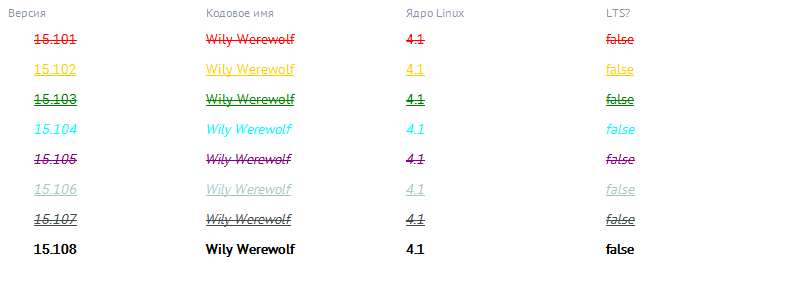 Версия Кодовое имя Ядро Linux LTS?
15.101 Wily Werewolf 4.1 false
15.102 Wily Werewolf 4.1 false
15.103 Wily Werewolf 4.1 false
15.104 Wily Werewolf 4.1 false
15.105 Wily Werewolf 4.1 false
15.106 Wily Werewolf 4.1 false
15.107 Wily Werewolf 4.1 false
15.108 Wily Werewolf 4.1 false